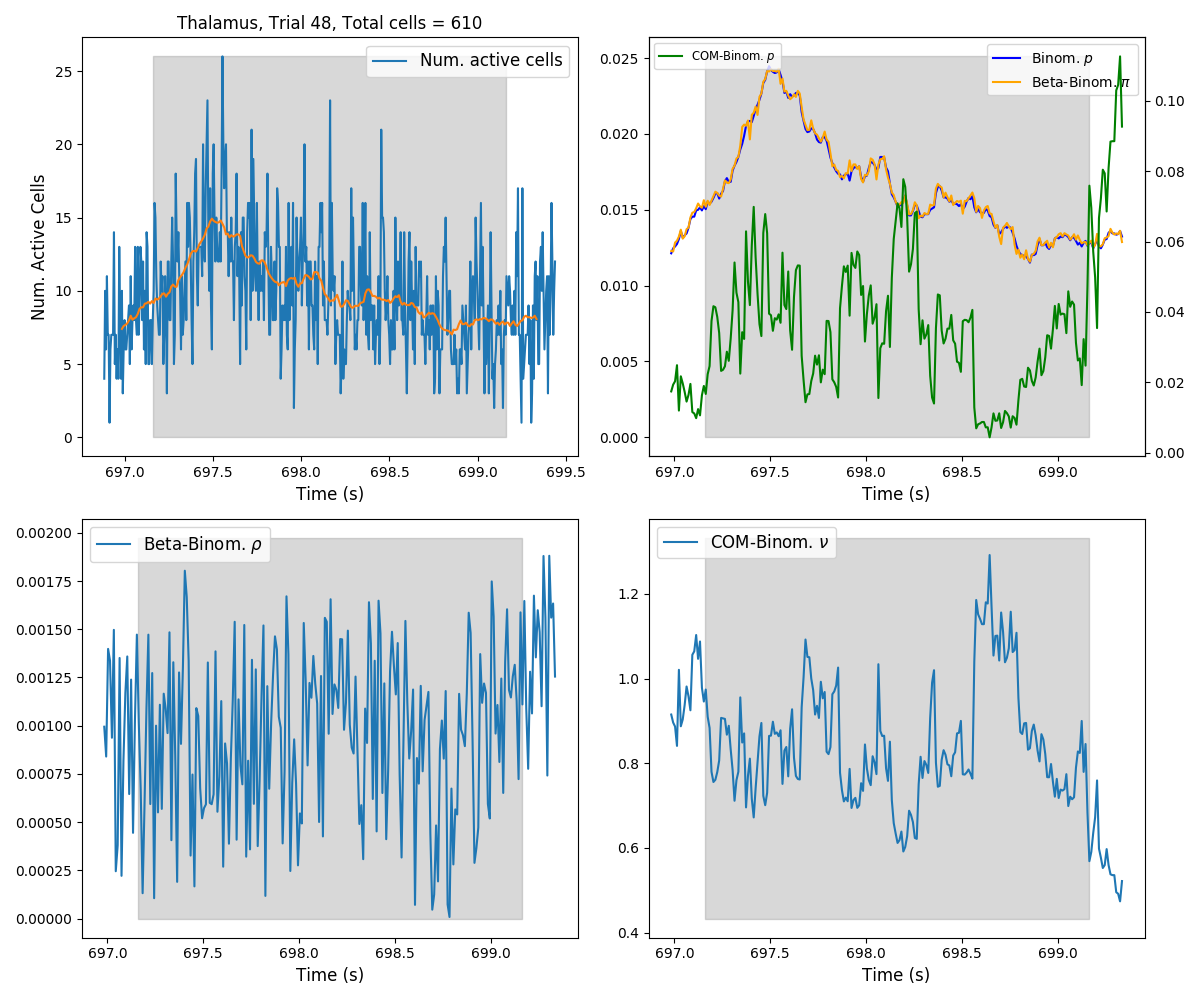 Thalamus, Trial 48, Total cells = 610
Num. active cells
Num. Active Cells
25
20
15
10
5
0
697.0 697.5 698.0 698.5 699.0 699.5
Time (s)
COM-Binom. p
Binom. p
Beta-Binom. π
0.025
0.020
0.015
0.010
0.005
0.000
0.10
0.08
0.06
0.04
0.02
0.00
697.0 697.5 698.0 698.5 699.0
Time (s)
Beta-Binom. ρ
0.00200
0.00175
0.00150
0.00125
0.00100
0.00075
0.00050
0.00025
0.00000
697.0 697.5 698.0 698.5 699.0
Time (s)
COM-Binom. ν
1.2
1.0
0.8
0.6
0.4
697.0 697.5 698.0 698.5 699.0
Time (s)